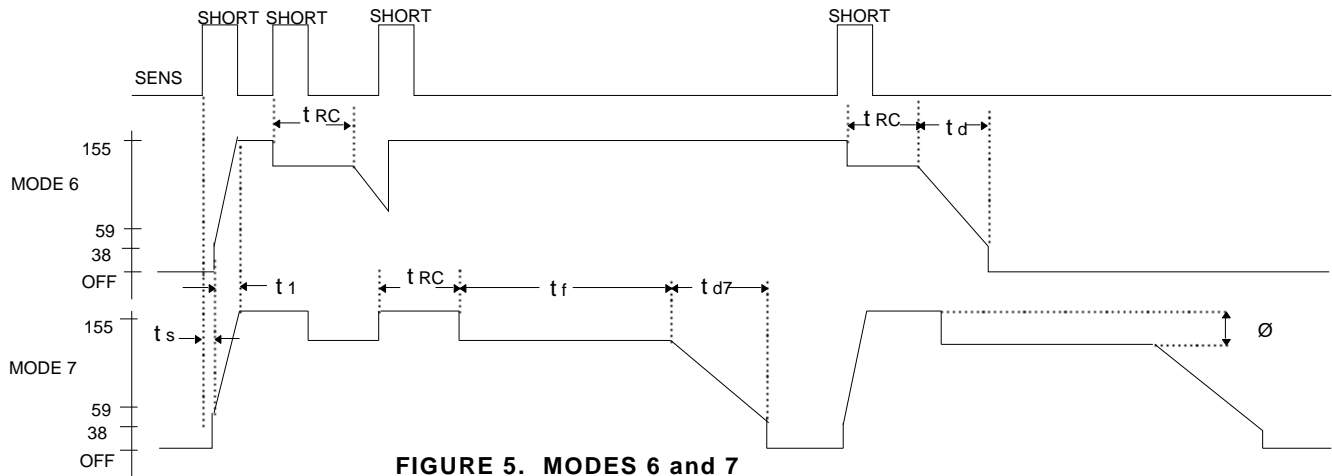 SHORT SHORT SHORT SHORT
SENS
t RC t RC t d
155
MODE 6
59
38
OFF
t 1 t RC t f t d7
155
t s Ø
MODE 7
59
38
OFF
FIGURE 5. MODES 6 and 7